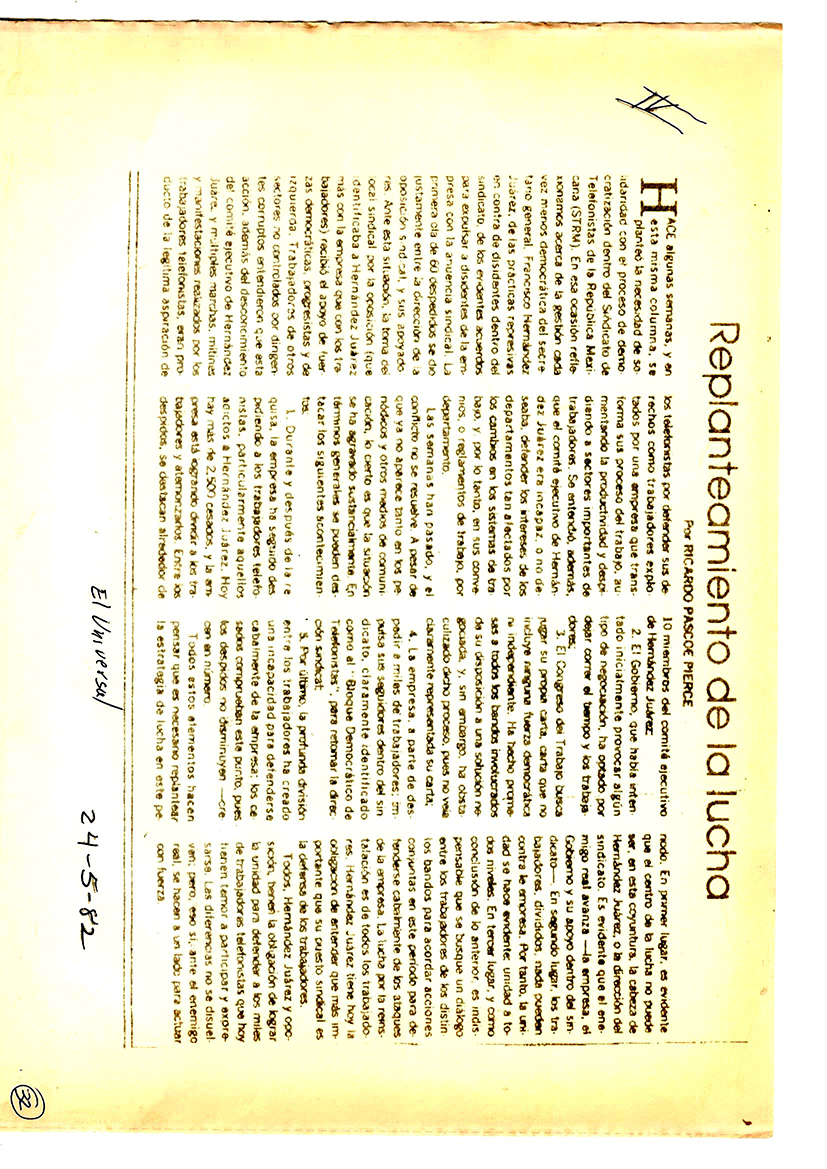 IV
Replanteamiento de la lucha
Por RICARDO PASCOE PIERCE
HACE algunas semanas, y en
esta misma columna, se
planteó la necesidad de so-
lidaridad con el proceso de demo-
cratización dentro del Sindicato de
Telefonistas de la República Mexi-
cana (STRM). En esa ocasión refle-
xionamos acerca de la gestión cada
vez menos democrática del secre-
tario general, Francisco Hernández
Juárez, de las prácticas represivas
en contra de disidentes dentro del
sindicato, de los evidentes acuerdos
para expulsar a disidentes de la em-
presa con la anuencia sindical. La
primera ola de 60 despedidos se dio
justamente entre la dirección de la
oposición sindical, y sus apoyado-
res. Ante esta situación, la toma del
local sindical por la oposición (que
identificaba a Hernández Juárez
más con la empresa que con los tra-
bajadores) recibió el apoyo de fuer-
zas democráticas, progresistas y de
izquierda. Trabajadores de otros
sectores no controlados por dirigen-
tes corruptos entendieron que esta
acción, además del desconocimiento
del comité ejecutivo de Hernández
Juárez, y múltiples marchas, mítines
y manifestaciones realizados por los
trabajadores telefonistas, eran pro-
ducto de la legítima aspiración de
los telefonistas por defender sus de-
rechos como trabajadores explo-
tados por una empresa que trans-
forma sus proceso del trabajo, au-
mentando la productividad y despi-
diendo a sectores importantes de
trabajadores. Se entendió, además,
que el comité ejecutivo de Hernán-
dez Juárez era incapaz, o no de-
seaba, defender los intereses de los
departamentos tan afectados por
los cambios en los sistemas de tra-
bajo, y por lo tanto, en sus conve-
nios, o reglamentos de trabajo, por
departamento.
Las semanas han pasado, y el
conflicto no se resuelve. A pesar de
que ya no aparece tanto en los pe-
riódicos y otros medios de comuni-
cación, lo cierto es que la situación
se ha agravado sustancialmente. En
términos generales se pueden des-
tacar los siguientes acontecimien-
tos.
1. Durante y después de la re
quisa, la empresa ha seguido des-
pidiendo a los trabajadores telefo-
nistas, particularmente aquellos
adictos a Hernández Juárez. Hoy
hay más de 2,500 cesados, y la em-
presa está logrando dividir a los tra-
bajadores y atemorizarlos. Entre los
despidos, se destacan alrededor de
10 miembros del comité ejecutivo
de Hernández Juárez.
2. El Gobierno, que había inten-
tado inicialmente provocar algún
tipo de negociación, ha optado por
dejar correr el tiempo y los trabaja-
dores;
3. El Congreso del Trabajo busca
jugar su propia carta, carta que no
incluye ninguna fuerza democrática
ni independiente. Ha hecho prome-
sas a todos los bandos involucrados
da su disposición a una solución ne-
gociada, y, sin embargo, ha obsta-
culizado dicho proceso, pues no veía
claramente representada su carta;
4. La empresa, a parte de des-
pedir a miles de trabajadores; im-
pulsa sus seguidores dentro del sin
dicato, claramente identificado
como el "Bloque Democrático de
Telefonistas", para retomar la direc-
ción sindical;
5. Por último, la profunda división
entre los trabajadores ha creado
una incapacidad para defenderse
cabalmente de la empresa; los ce-
sados comprueban este punto, pues
los despidos no disminuyen —cre-
cen en número.
Todos estos elementos hacen
pensar que es necesario replantear
la estrategia de lucha en este pe
riodo. En primer lugar, es evidente
que el centro de la lucha no puede
ser, en esta coyuntura, la cabeza de
Hernández Juárez, o la dirección del
sindicato. Es evidente que el ene-
migo real avanza —la empresa, el
Gobierno y su apoyo dentro del sin-
dicato—. En segundo lugar, los tra-
bajadores, divididos, nada pueden
contra le empresa. Por tanto, la uni-
dad se hace evidente: unidad a to-
dos niveles. En tercer lugar, y como
conclusión de lo anterior, es indis-
pensable que se busque un diálogo
entre los trabajadores de los distin-
los bandos para acordar acciones
conjuntas en este período para de-
fenderse cabalmente de los ataques
de la empresa. La lucha por la reins-
talación es de todos los trabajado-
res. Hernández Juárez tiene hoy la
obligación de entender que más im-
portante que su puesto sindical es
la defensa de los trabajadores.
Todos, Hernández Juárez y opo-
sición, tienen la obligación de lograr
la unidad para defender a los miles
de trabajadores telefonistas que hoy
tienen temor a participar y expre-
sarse. Las diferencias no se disuel-
ven; pero, eso sí, ante el enemigo
real, se hacen a un lado para actuar
con fuerza.
El Universal
24-5-82
32